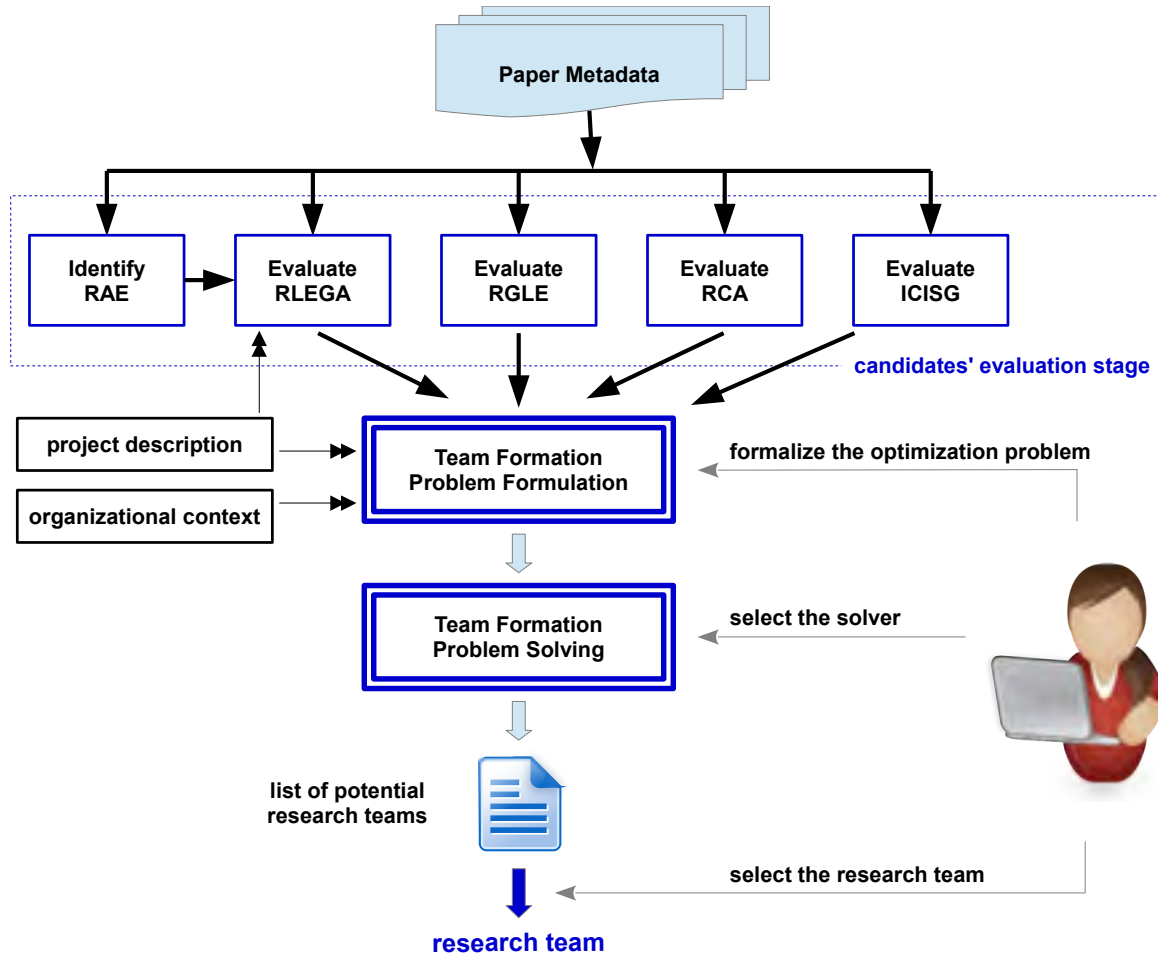 Paper Metadata
Identify
RAE
Evaluate
RLEGA
Evaluate
RGLE
Evaluate
RCA
Evaluate
ICISG
candidates' evaluation stage
project description
organizational context
Team Formation
Problem Formulation
formalize the optimization problem
Team Formation
Problem Solving
select the solver
list of potential
research teams
select the research team
research team